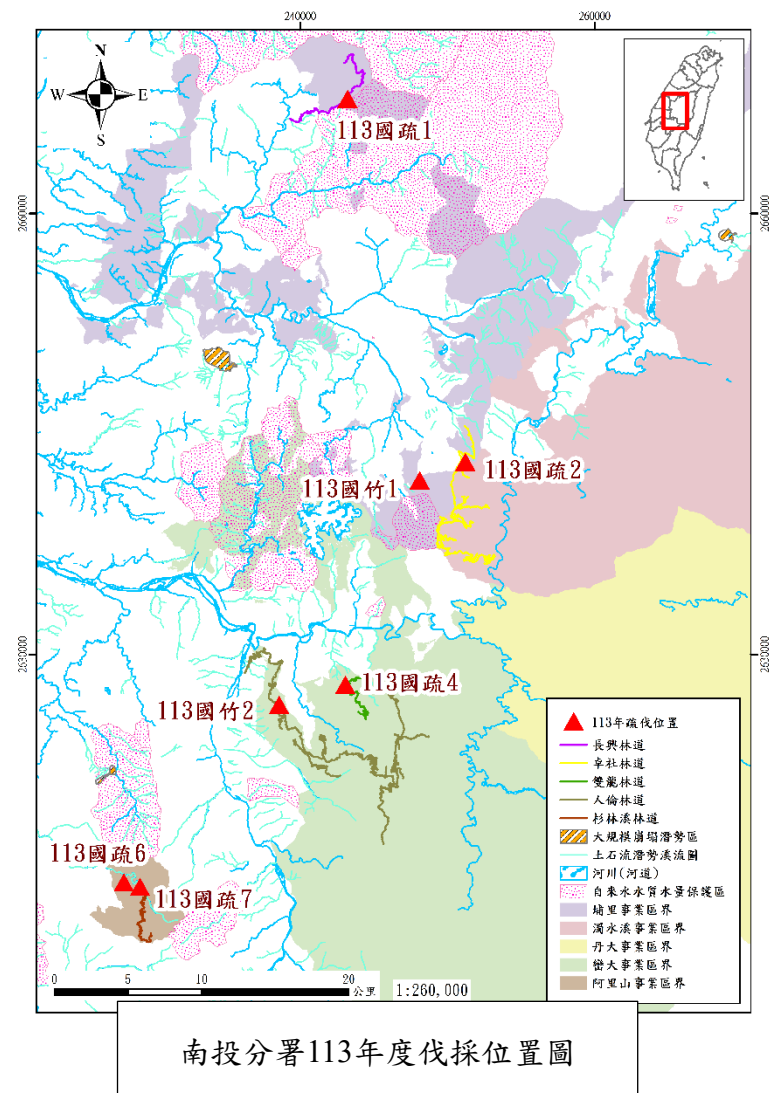 240000
260000
N
W
E
S
113國疏1
2600000
2600000
113國疏2
113國竹1
113國疏4
113國竹2
113國疏6
113國疏7
113年疏伐位置
長興林道
卓社林道
雙龍林道
人倫林道
杉林溪林道
大規模崩塌潛勢區
土石流潛勢溪流圖
河川(河道)
自來水水質水量保護區
埔里事業區界
濁水溪事業區界
丹大事業區界
巒大事業區界
阿里山事業區界
0
5
10
20
公里
1:260,000
南投分署113年度伐採位置圖